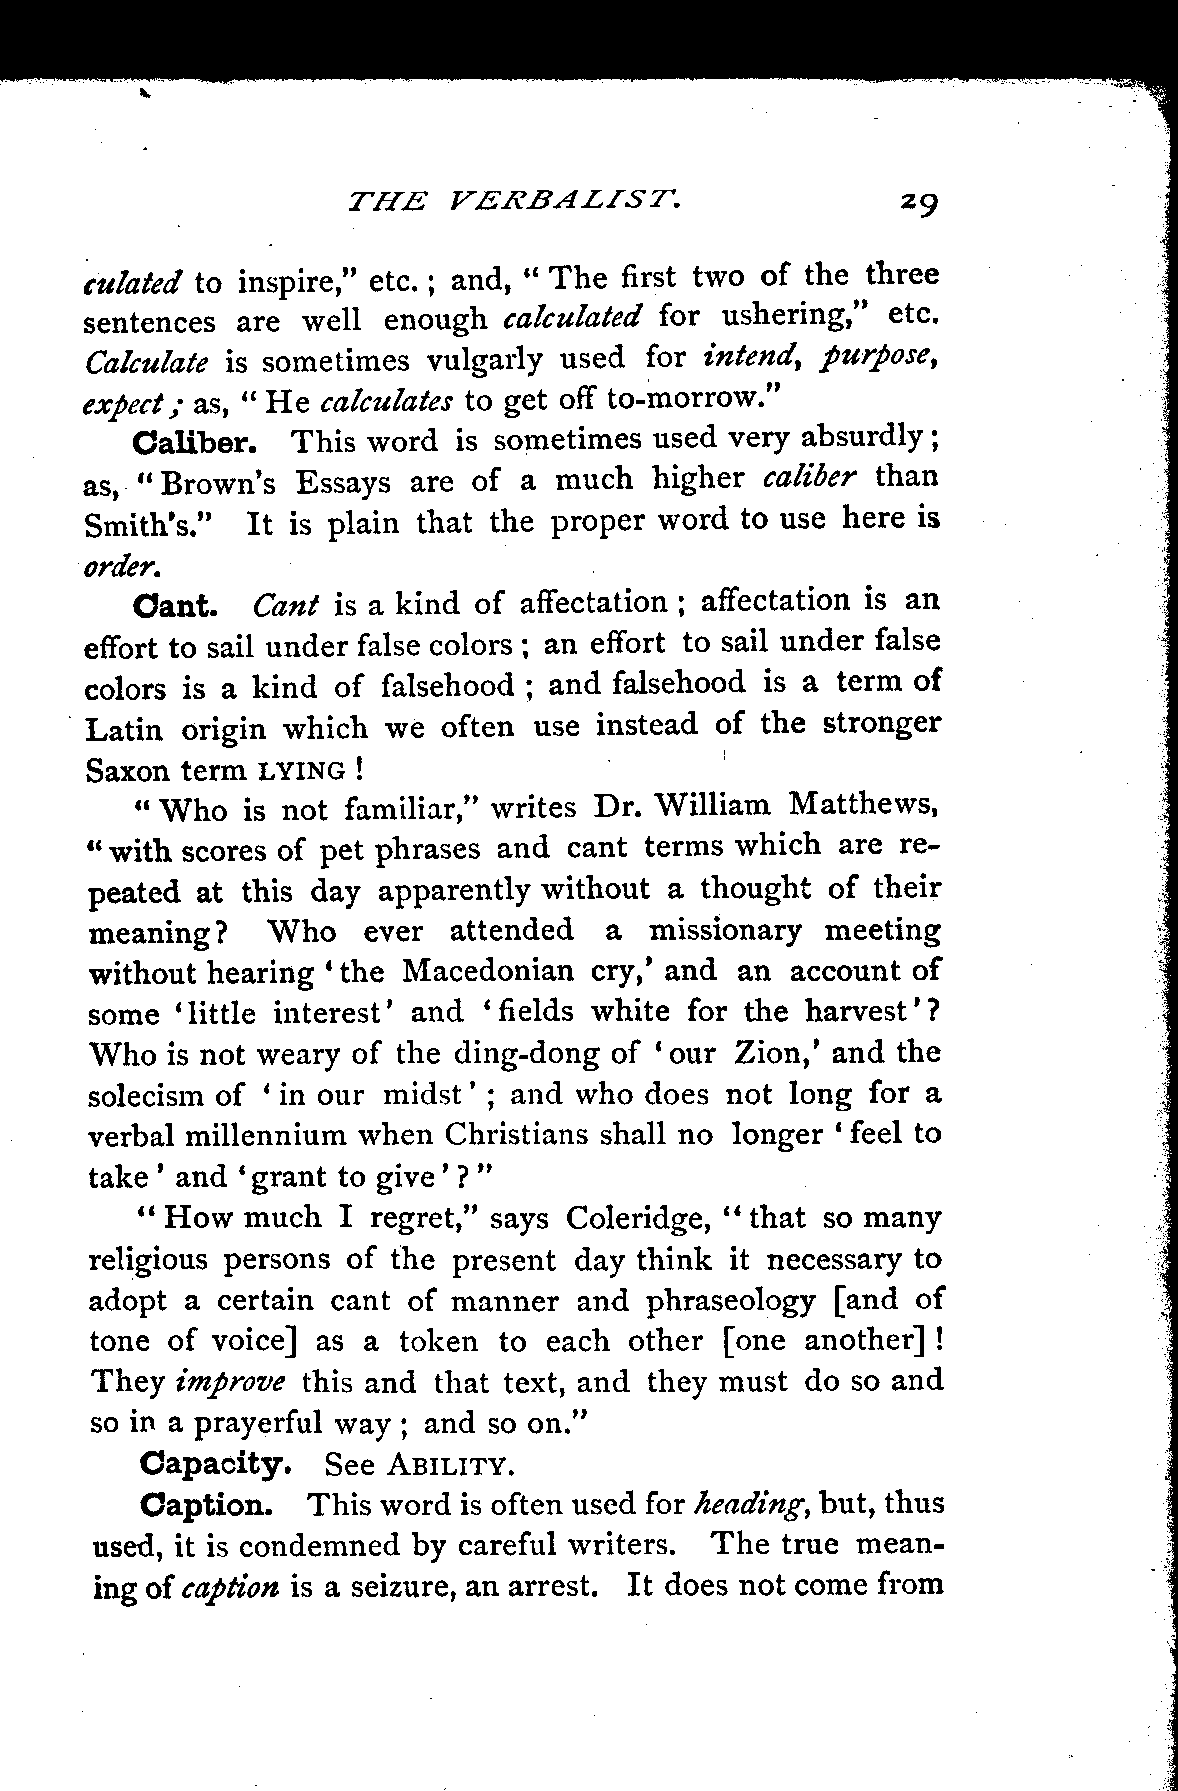 THE VERBALIST. 29
culated to inspire," etc. ; and, " The first two of the three
sentences are well enough calculated for ushering," etc.
Calculate is sometimes vulgarly used for intend, purpose,
expect ; as, " He calculates to get off to-morrow."
Caliber. This word is sometimes used very absurdly ;
as, " Brown's Essays are of a much higher caliber than
Smith's." It is plain that the proper word to use here is
order.
Cant. Cant is a kind of affectation ; affectation is an
effort to sail under false colors ; an effort to sail under false
colors is a kind of falsehood ; and falsehood is a term of
Latin origin which we often use instead of the stronger
Saxon term LYING !
" Who is not familiar," writes Dr. William Matthews,
" with scores of pet phrases and cant terms which are re-
peated at this day apparently without a thought of their
meaning? Who ever attended a missionary meeting
without hearing ' the Macedonian cry,' and an account of
some ' little interest' and ' fields white for the harvest' ?
Who is not weary of the ding-dong of ' our Zion,' and the
solecism of ' in our midst' ; and who does not long for a
verbal millennium when Christians shall no longer ' feel to
take ' and ' grant to give ' ? "
" How much I regret," says Coleridge, " that so many
religious persons of the present day think it necessary to
adopt a certain cant of manner and phraseology [and of
tone of voice] as a token to each other [one another] !
They improve this and that text, and they must do so and
so in a prayerful way ; and so on."
Capacity. See ABILITY.
Caption. This word is often used for heading, but, thus
used, it is condemned by careful writers. The true mean-
ing of caption is a seizure, an arrest. It does not come from